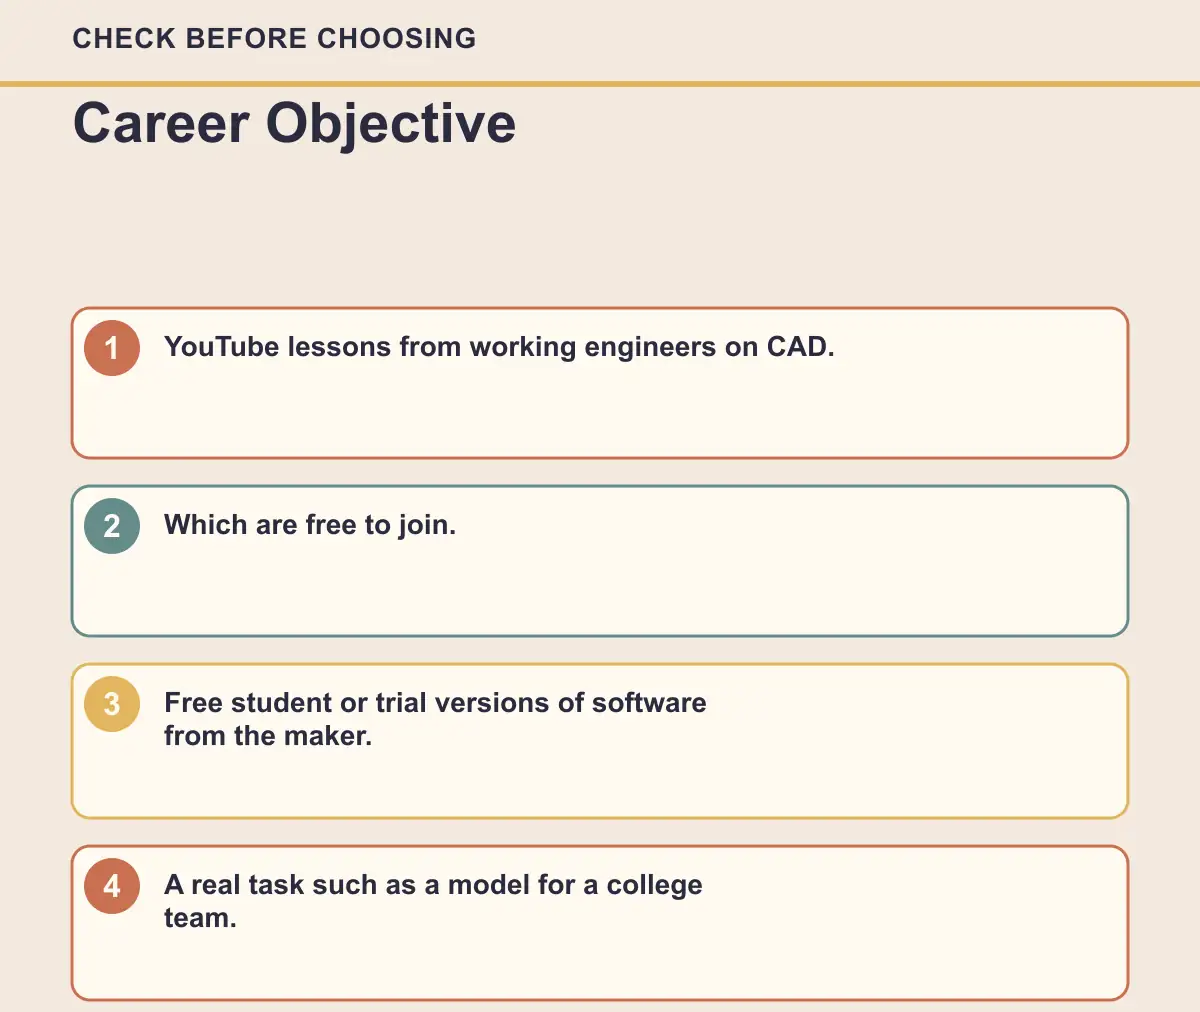 CHECK BEFORE CHOOSING
Career Objective
1 YouTube lessons from working engineers on CAD.
2 Which are free to join.
3 Free student or trial versions of software
from the maker.
4 A real task such as a model for a college
team.